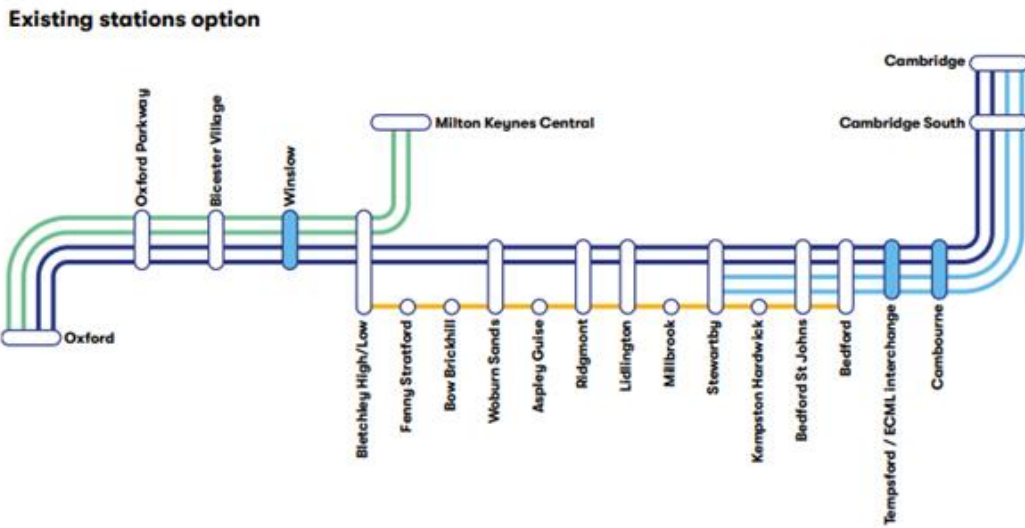 Existing stations option
Cambridge
Oxford Parkway
Bicester Village
Winslow
Milton Keynes Central
Cambridge South
Oxford
Bletchley High/Low
Fenny Stratford
Bow Brickhill
Woburn Sands
Aspley Guise
Ridgmont
Lidlington
Millbrook
Stewartby
Kempston Hardwick
Bedford St Johns
Bedford
Tempsford / ECML interchange
Cambourne